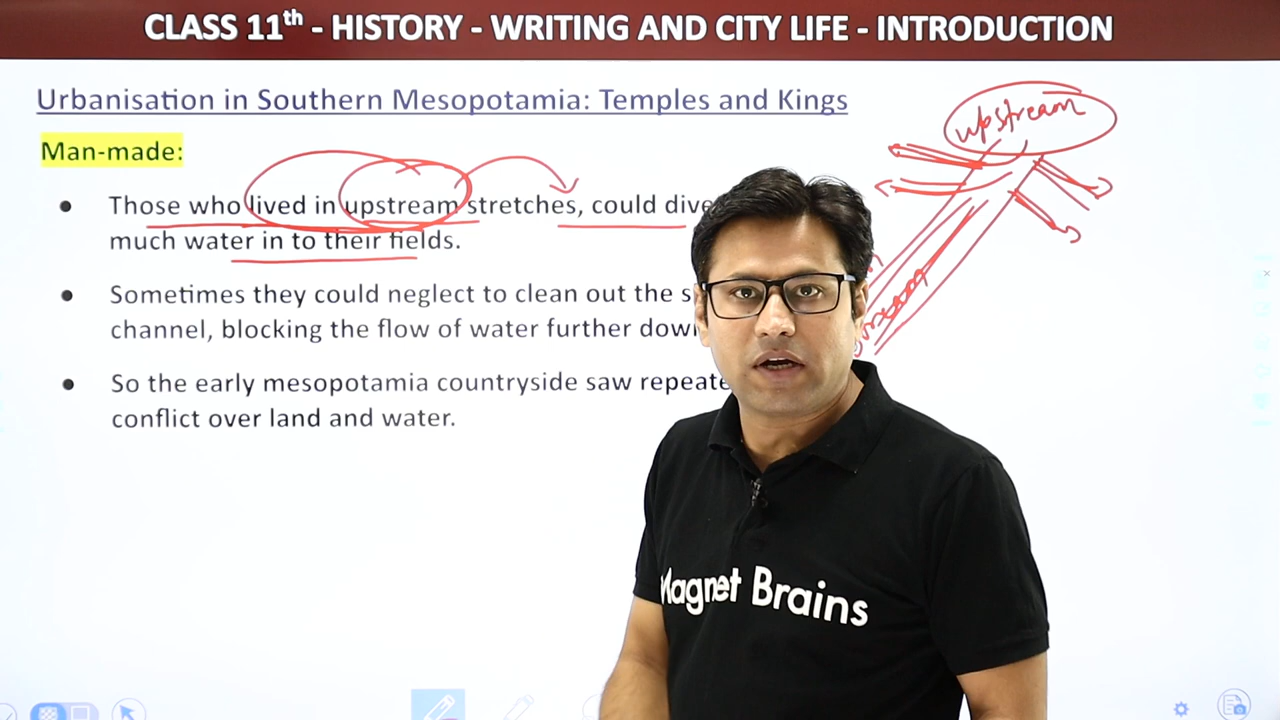 CLASS 11th - HISTORY - WRITING AND CITY LIFE - INTRODUCTION
Urbanisation in Southern Mesopotamia: Temples and Kings
upstream
Man-made:
Those who lived in upstream stretches, could dive
much water in to their fields.
Sometimes they could neglect to clean out the s
channel, blocking the flow of water further dow
So the early mesopotamia countryside saw repeate
conflict over land and water.
Magnet Brains